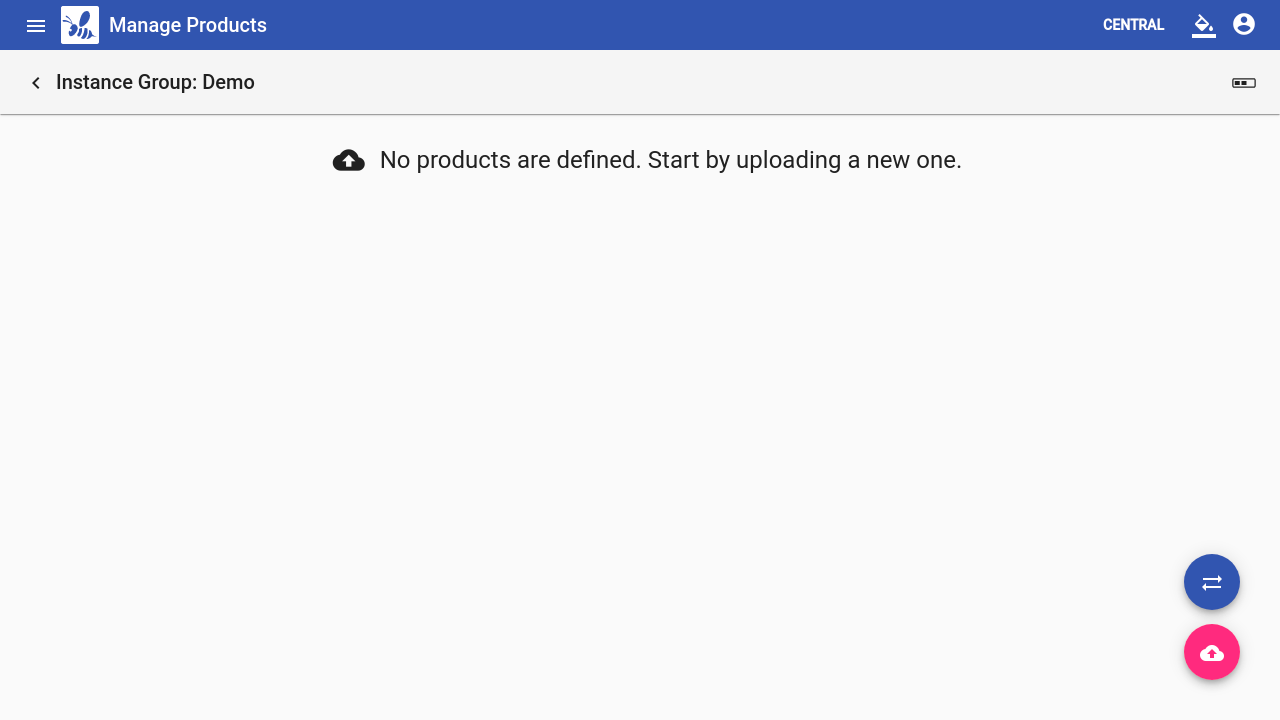 Manage Products
CENTRAL
Instance Group: Demo
No products are defined. Start by uploading a new one.